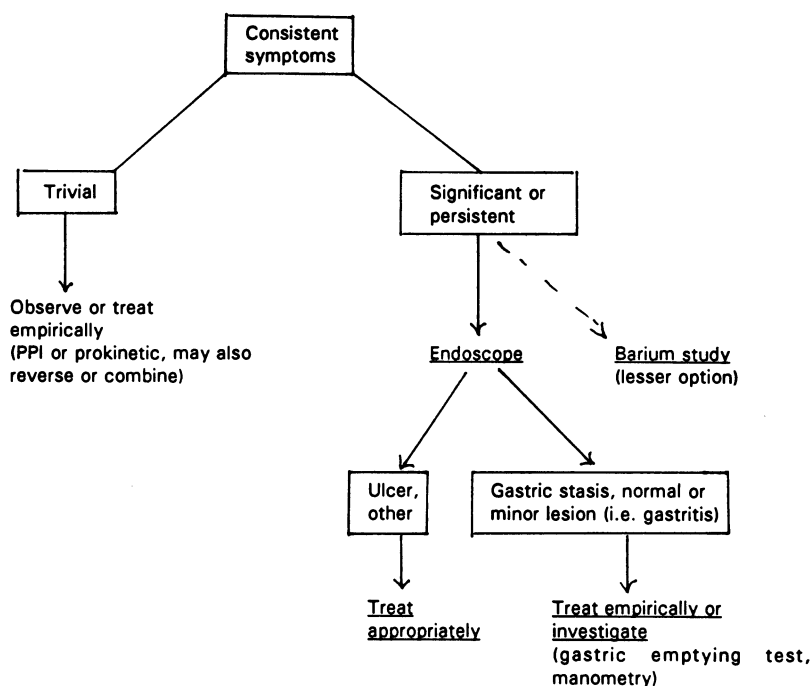 Consistent
symptoms
Trivial
Significant or
persistent
Observe or treat
empirically
(PPI or prokinetic, may also
reverse or combine)
Endoscope
Barium study
(lesser option)
Ulcer,
other
Gastric stasis, normal or
minor lesion (i.e. gastritis)
Treat
appropriately
Treat empirically or
investigate
(gastric emptying test,
manometry)